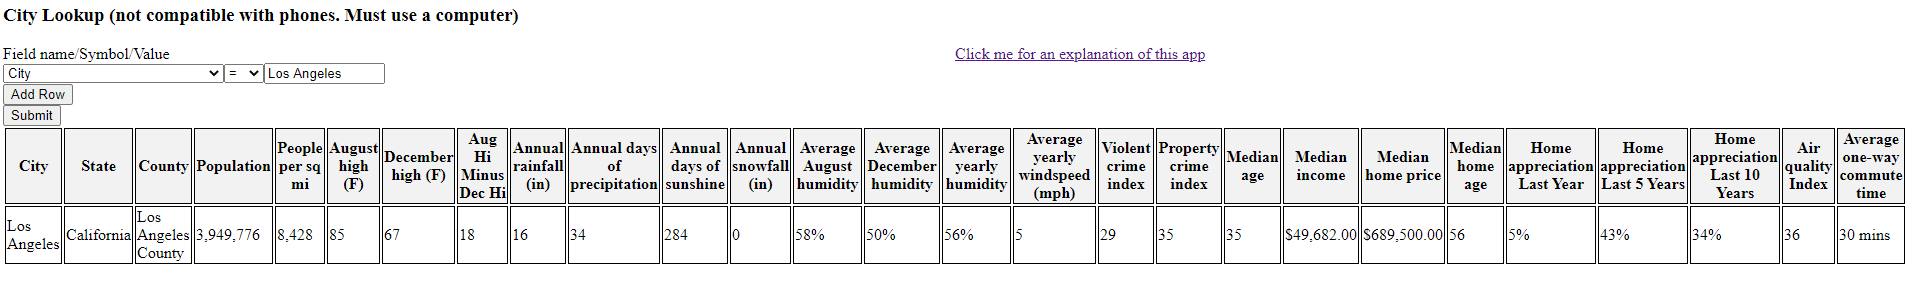 City Lookup (not compatible with phones. Must use a computer)
Field name/Symbol/Value
Click me for an explanation of this app
City = Los Angeles
Add Row
Submit
City State County Population People per sq mi August high (F) December high (F) Aug Hi Minus Dec Hi Annual rainfall (in) Annual days of precipitation Annual days of sunshine Annual snowfall (in) Average August humidity Average December humidity Average yearly humidity Average yearly windspeed (mph) Violent crime index Property crime index Median age Median income Median home price Median home age Home appreciation Last Year Home appreciation Last 5 Years Home appreciation Last 10 Years Air quality Index Average one-way commute time
Los Angeles California Los Angeles County 3,949,776 8,428 85 67 18 16 34 284 0 58% 50% 56% 5 29 35 35 $49,682.00 $689,500.00 56 5% 43% 34% 36 30 mins